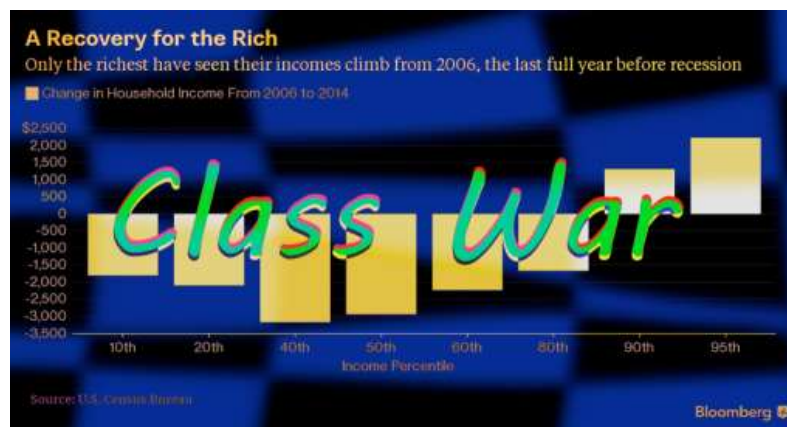 A Recovery for the Rich
Only the richest have seen their incomes climb from 2006, the last full year before recession
Change in Household Income From 2006 to 2014
$2,500
2,000
1,500
1,000
500
0
-500
-1,000
-1,500
-2,000
-2,500
-3,000
-3,500
Class War
10th 20th 40th 50th 60th 80th 90th 95th
Income Percentile
Source: U.S. Census Bureau
Bloomberg